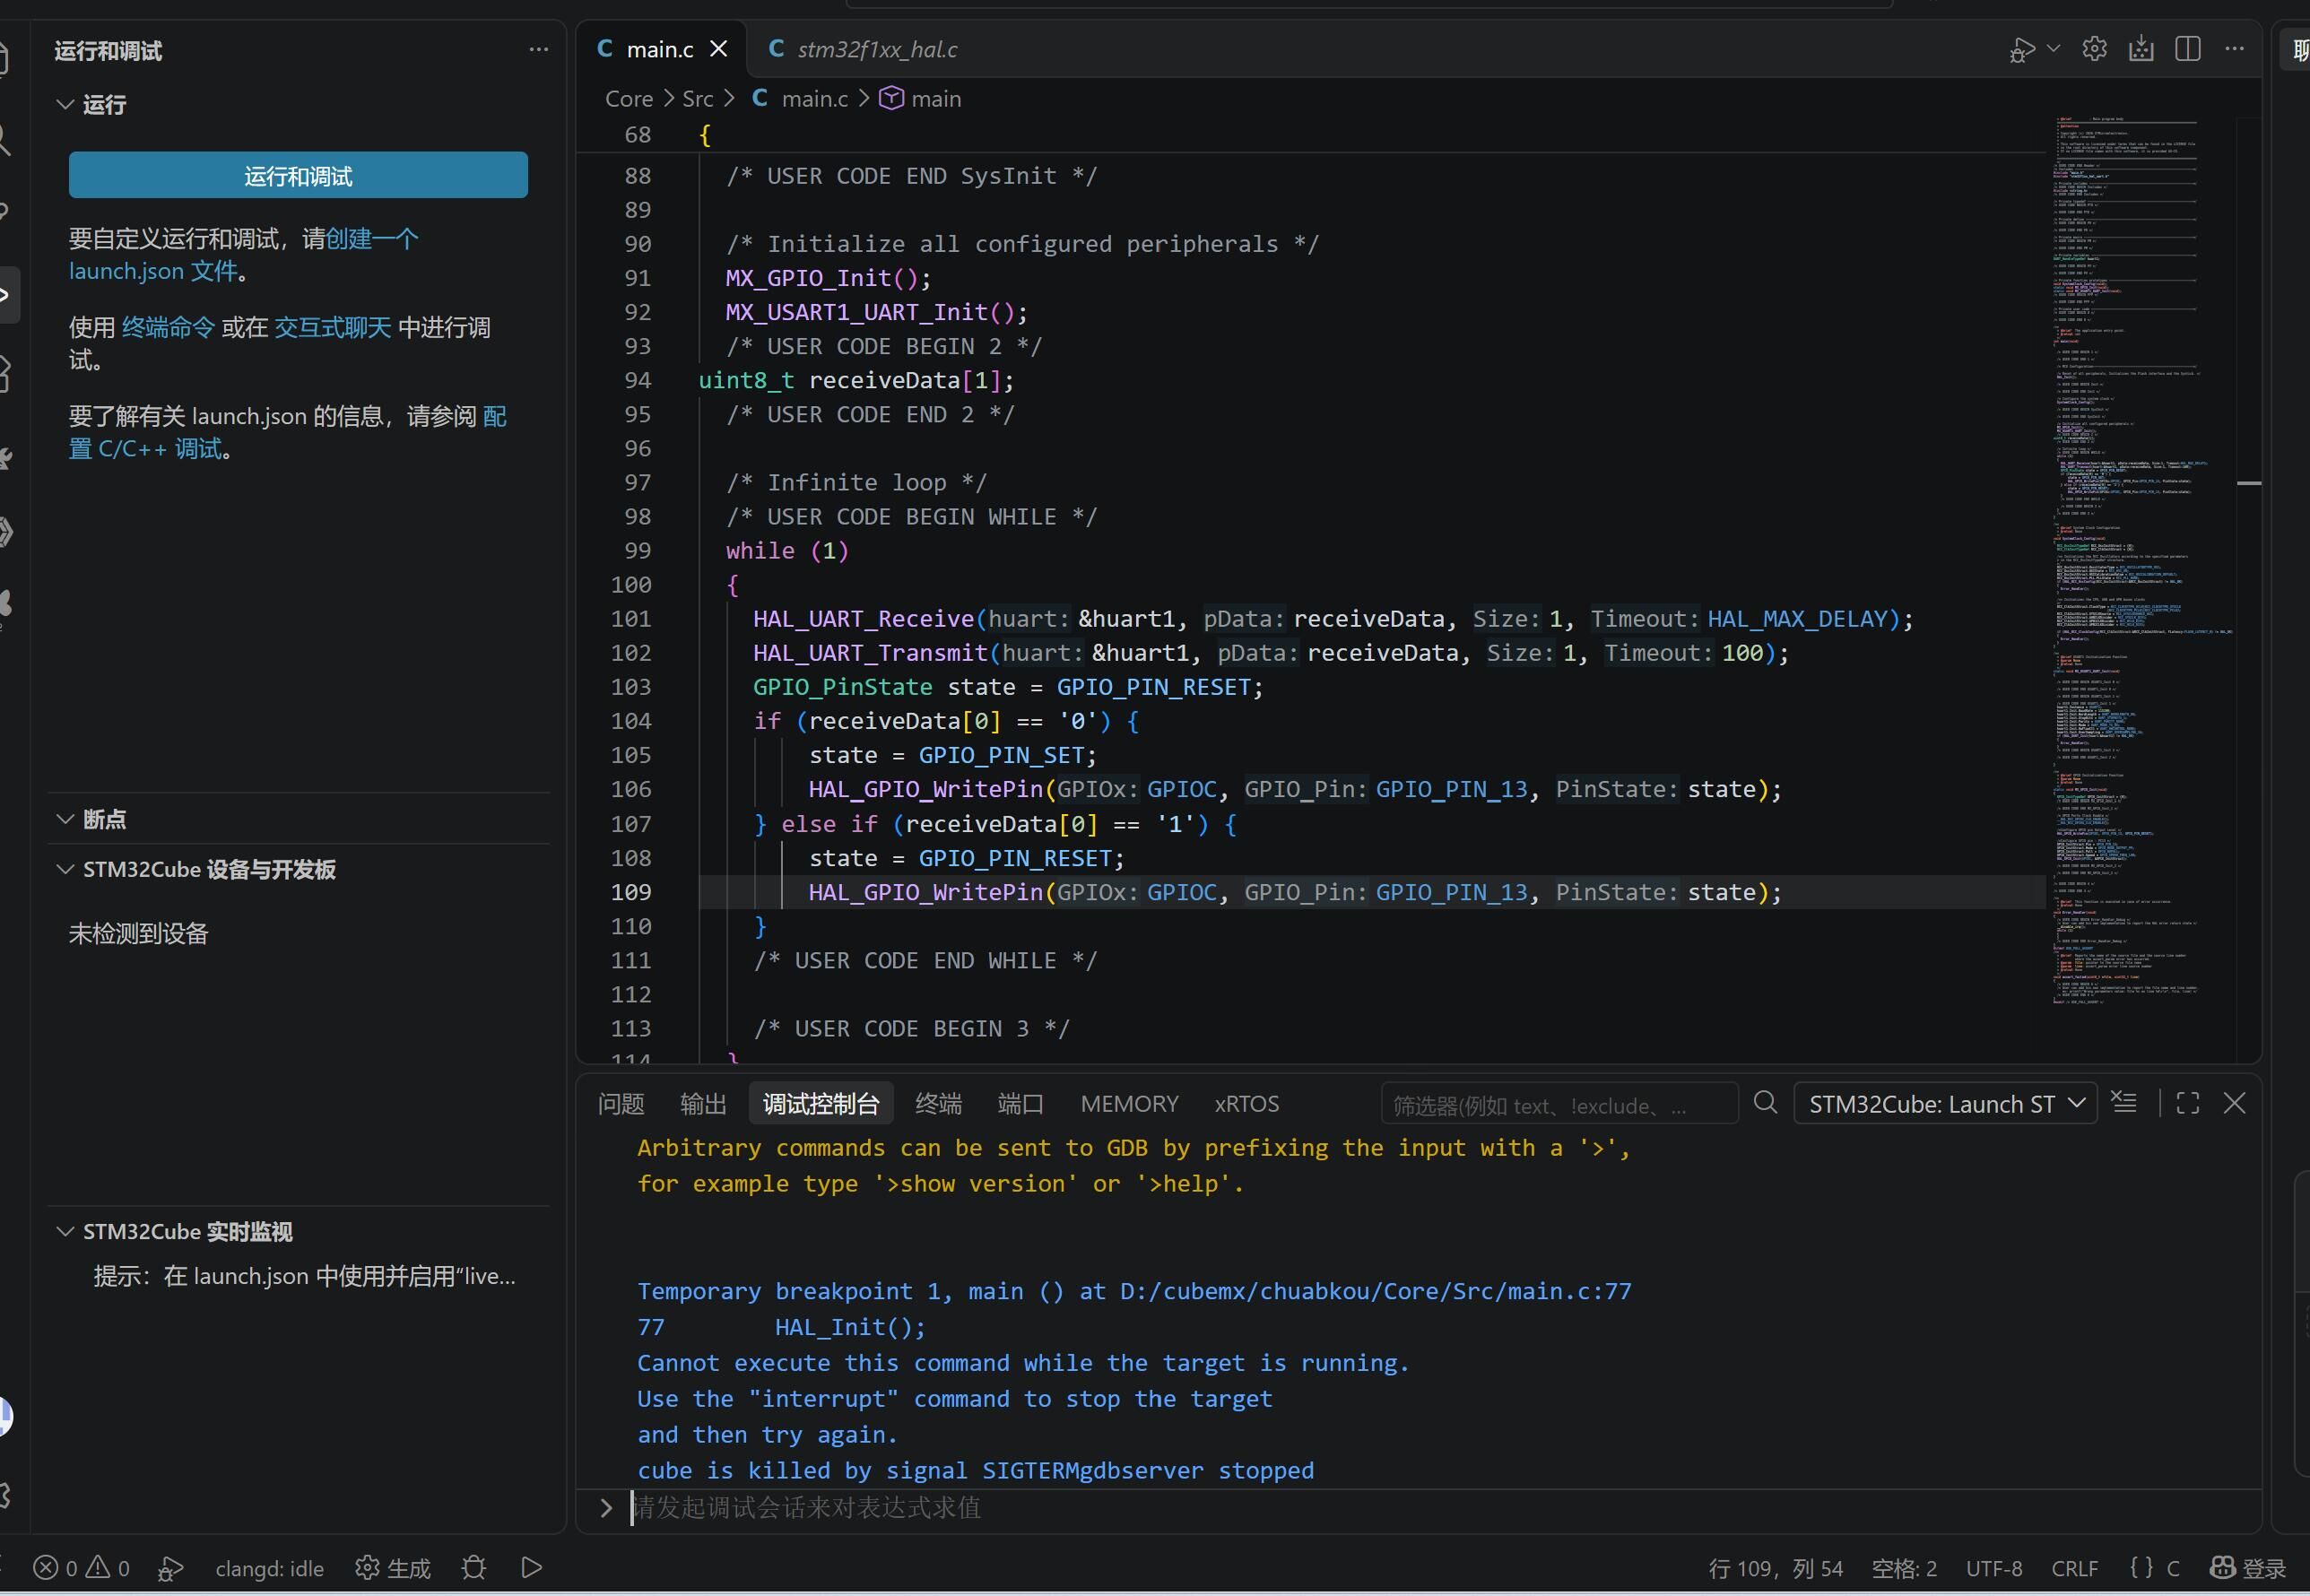 运行和调试
运行
运行和调试
要自定义运行和调试，请创建一个
launch.json 文件。
使用 终端命令 或在 交互式聊天 中进行调
试。
要了解有关 launch.json 的信息，请参阅 配
置 C/C++ 调试。
断点
STM32Cube 设备与开发板
未检测到设备
STM32Cube 实时监视
提示：在 launch.json 中使用并启用“live...
C main.c
C stm32f1xx_hal.c
Core > Src > C main.c > main
68 {
88 /* USER CODE END SysInit */
89
90 /* Initialize all configured peripherals */
91 MX_GPIO_Init();
92 MX_USART1_UART_Init();
93 /* USER CODE BEGIN 2 */
94 uint8_t receiveData[1];
95 /* USER CODE END 2 */
96
97 /* Infinite loop */
98 /* USER CODE BEGIN WHILE */
99 while (1)
100 {
101 HAL_UART_Receive(huart: &huart1, pData: receiveData, Size: 1, Timeout: HAL_MAX_DELAY);
102 HAL_UART_Transmit(huart: &huart1, pData: receiveData, Size: 1, Timeout: 100);
103 GPIO_PinState state = GPIO_PIN_RESET;
104 if (receiveData[0] == '0') {
105 state = GPIO_PIN_SET;
106 HAL_GPIO_WritePin(GPIOx: GPIOC, GPIO_Pin: GPIO_PIN_13, PinState: state);
107 } else if (receiveData[0] == '1') {
108 state = GPIO_PIN_RESET;
109 HAL_GPIO_WritePin(GPIOx: GPIOC, GPIO_Pin: GPIO_PIN_13, PinState: state);
110 }
111 /* USER CODE END WHILE */
112
113 /* USER CODE BEGIN 3 */
114 }
问题 输出 调试控制台 终端 端口 MEMORY xRTOS
筛选器(例如 text、!exclude、...
STM32Cube: Launch ST
Arbitrary commands can be sent to GDB by prefixing the input with a '>',
for example type '>show version' or '>help'.
Temporary breakpoint 1, main () at D:/cubemx/chuabkou/Core/Src/main.c:77
77 HAL_Init();
Cannot execute this command while the target is running.
Use the "interrupt" command to stop the target
and then try again.
cube is killed by signal SIGTERMgdbserver stopped
请发起调试会话来对表达式求值
0 0 clangd: idle 生成
行 109，列 54 空格: 2 UTF-8 CRLF {} C 登录